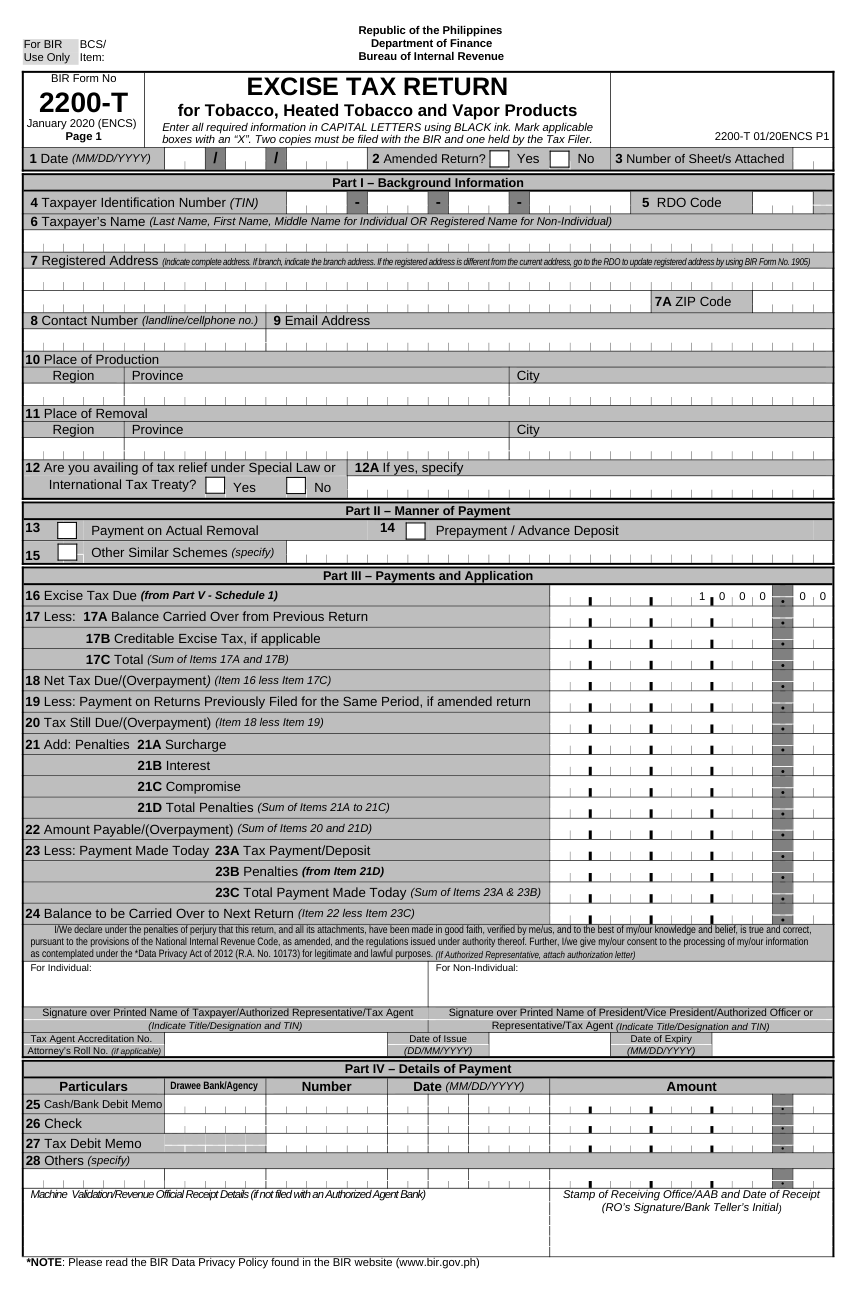 Republic of the Philippines
Department of Finance
Bureau of Internal Revenue
For BIR Use Only
BCS/ Item:
BIR Form No
2200-T
January 2020 (ENCS)
Page 1
EXCISE TAX RETURN
for Tobacco, Heated Tobacco and Vapor Products
Enter all required information in CAPITAL LETTERS using BLACK ink. Mark applicable
boxes with an “X”. Two copies must be filed with the BIR and one held by the Tax Filer.
2200-T 01/20ENCS P1
1 Date (MM/DD/YYYY) / / 2 Amended Return? Yes No 3 Number of Sheet/s Attached
Part I – Background Information
4 Taxpayer Identification Number (TIN) - - - 5 RDO Code
6 Taxpayer’s Name (Last Name, First Name, Middle Name for Individual OR Registered Name for Non-Individual)
7 Registered Address (Indicate complete address. If branch, indicate the branch address. If the registered address is different from the current address, go to the RDO to update registered address by using BIR Form No. 1905)
7A ZIP Code
8 Contact Number (landline/cellphone no.) 9 Email Address
10 Place of Production
Region Province City
11 Place of Removal
Region Province City
12 Are you availing of tax relief under Special Law or
International Tax Treaty? Yes No
12A If yes, specify
Part II – Manner of Payment
13 Payment on Actual Removal 14 Prepayment / Advance Deposit
15 Other Similar Schemes (specify)
Part III – Payments and Application
16 Excise Tax Due (from Part V - Schedule 1) 1 0 0 0 . 0 0
17 Less: 17A Balance Carried Over from Previous Return
17B Creditable Excise Tax, if applicable
17C Total (Sum of Items 17A and 17B)
18 Net Tax Due/(Overpayment) (Item 16 less Item 17C)
19 Less: Payment on Returns Previously Filed for the Same Period, if amended return
20 Tax Still Due/(Overpayment) (Item 18 less Item 19)
21 Add: Penalties 21A Surcharge
21B Interest
21C Compromise
21D Total Penalties (Sum of Items 21A to 21C)
22 Amount Payable/(Overpayment) (Sum of Items 20 and 21D)
23 Less: Payment Made Today 23A Tax Payment/Deposit
23B Penalties (from Item 21D)
23C Total Payment Made Today (Sum of Items 23A & 23B)
24 Balance to be Carried Over to Next Return (Item 22 less Item 23C)
I/We declare under the penalties of perjury that this return, and all its attachments, have been made in good faith, verified by me/us, and to the best of my/our knowledge and belief, is true and correct,
pursuant to the provisions of the National Internal Revenue Code, as amended, and the regulations issued under authority thereof. Further, I/we give my/our consent to the processing of my/our information
as contemplated under the *Data Privacy Act of 2012 (R.A. No. 10173) for legitimate and lawful purposes. (If Authorized Representative, attach authorization letter)
For Individual: For Non-Individual:
Signature over Printed Name of Taxpayer/Authorized Representative/Tax Agent
(Indicate Title/Designation and TIN)
Signature over Printed Name of President/Vice President/Authorized Officer or
Representative/Tax Agent (Indicate Title/Designation and TIN)
Tax Agent Accreditation No.
Attorney’s Roll No. (if applicable)
Date of Issue
(DD/MM/YYYY)
Date of Expiry
(MM/DD/YYYY)
Part IV – Details of Payment
Particulars Drawee Bank/Agency Number Date (MM/DD/YYYY) Amount
25 Cash/Bank Debit Memo
26 Check
27 Tax Debit Memo
28 Others (specify)
Machine Validation/Revenue Official Receipt Details (if not filed with an Authorized Agent Bank)
Stamp of Receiving Office/AAB and Date of Receipt
(RO’s Signature/Bank Teller’s Initial)
*NOTE: Please read the BIR Data Privacy Policy found in the BIR website (www.bir.gov.ph)